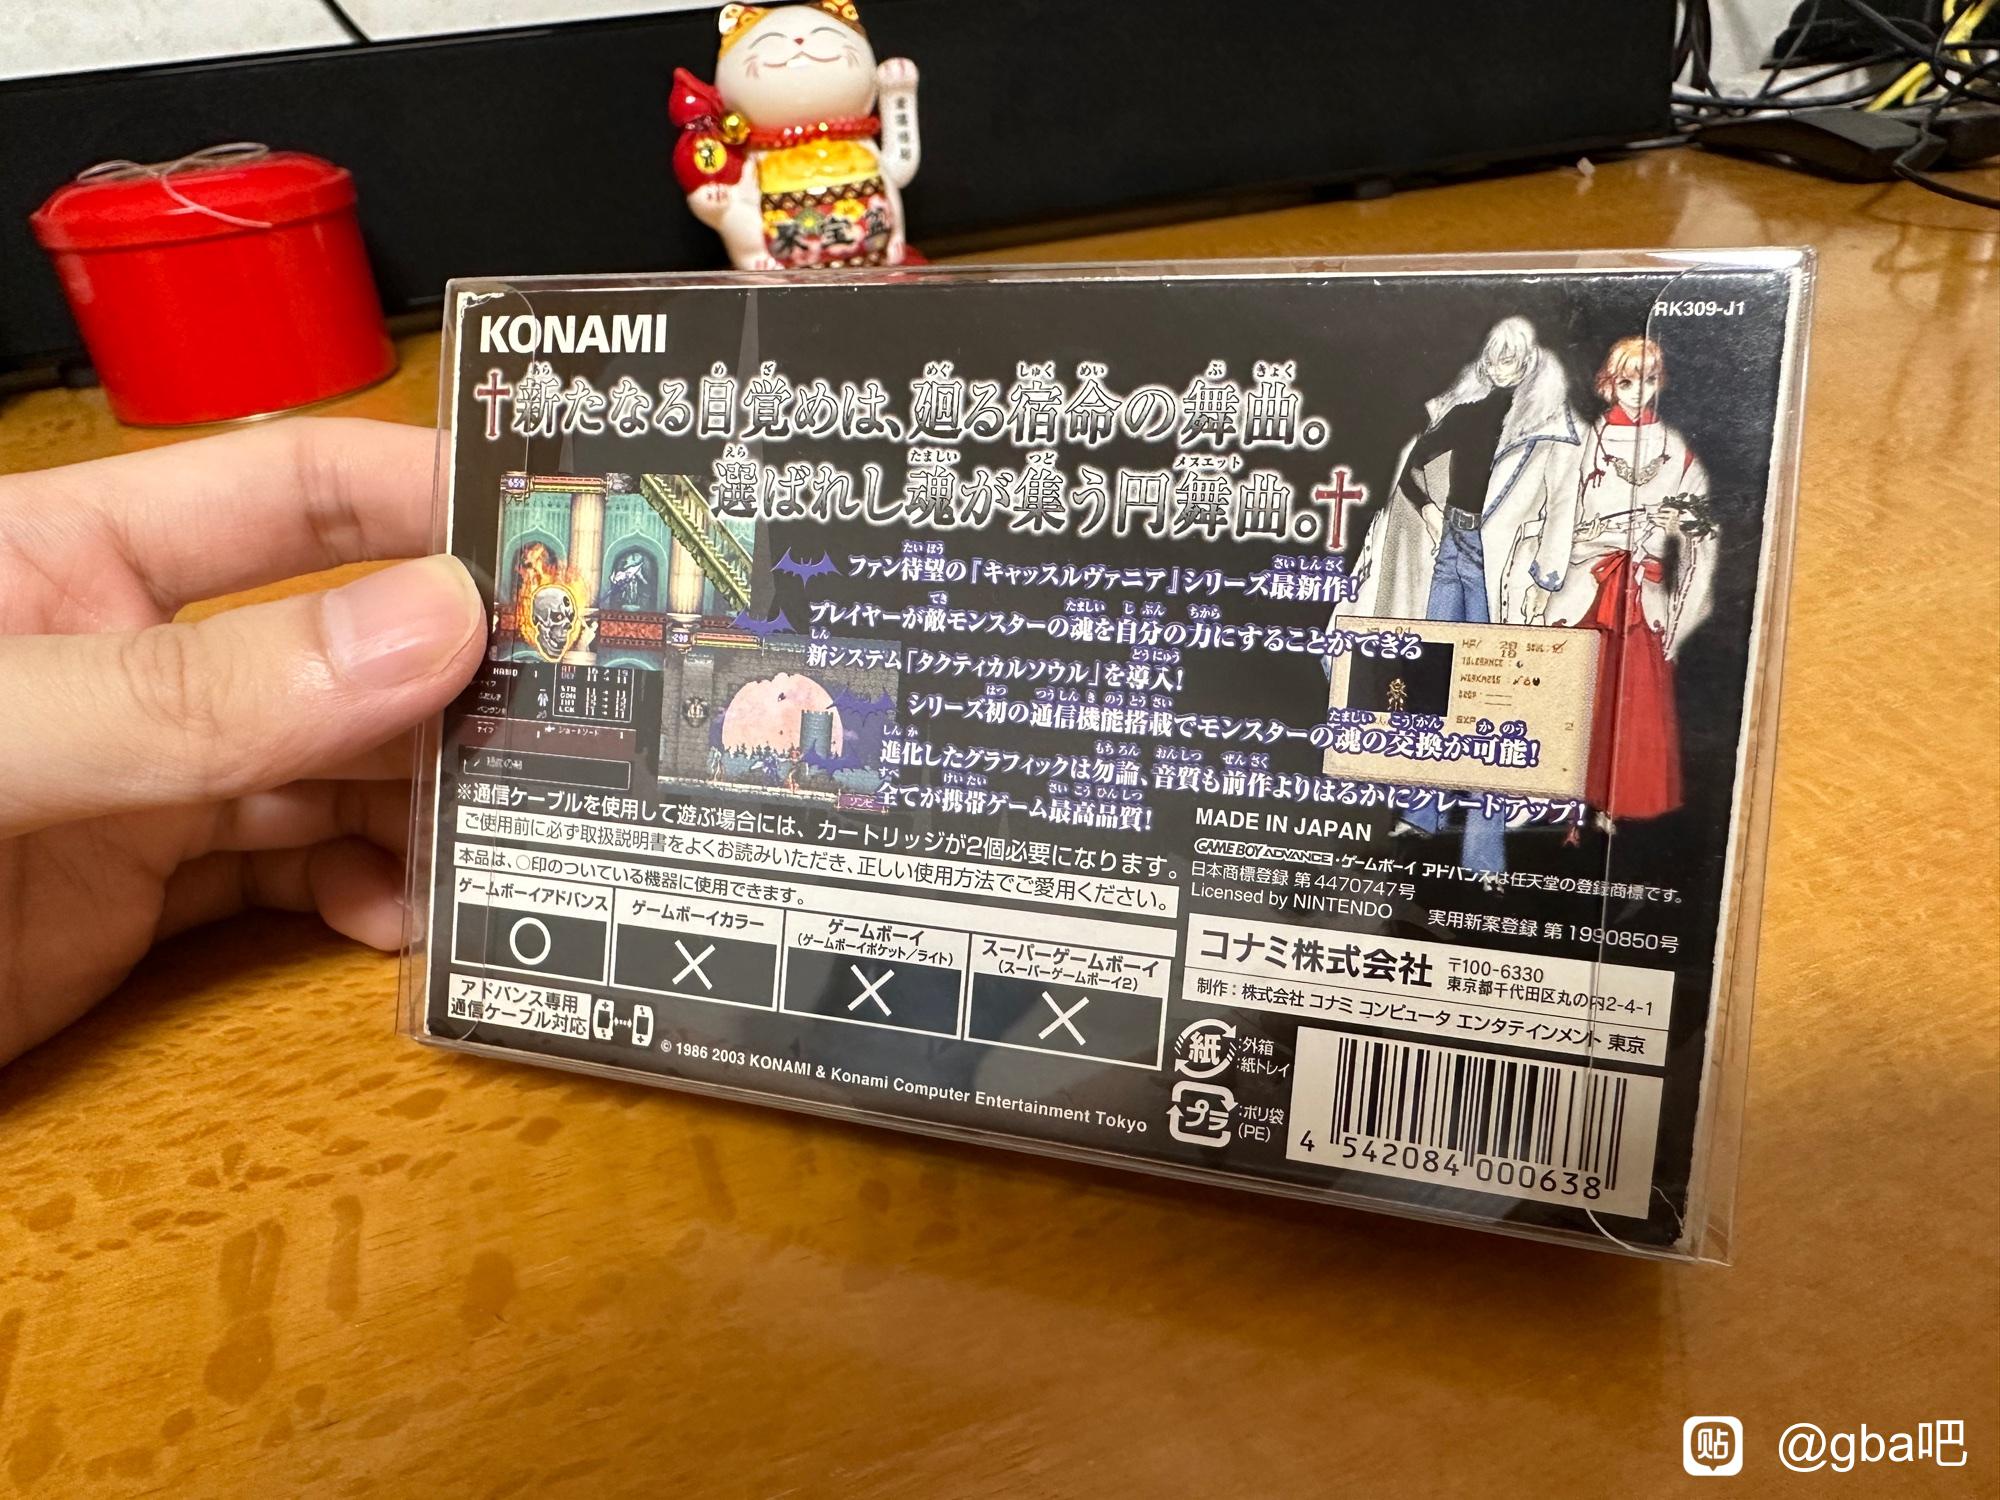 KONAMI
RK309-J1
†新たなる目覚めは、廻る宿命の舞曲。
選ばれし魂が集う円舞曲。†
ファン待望の『キャッスルヴァニア』シリーズ最新作!
プレイヤーが敵モンスターの魂を自分の力にすることができる
新システム「タクティカルソウル」を導入!
シリーズ初の通信機能搭載でモンスターの魂の交換が可能!
進化したグラフィックは勿論、音質も前作よりはるかにグレードアップ!
全てが携帯ゲーム最高品質!
※通信ケーブルを使用して遊ぶ場合には、カートリッジが2個必要になります。
ご使用前に必ず取扱説明書をよくお読みいただき、正しい使用方法でご愛用ください。
本品は、○印のついている機器に使用できます。
ゲームボーイアドバンス
ゲームボーイカラー
ゲームボーイ
(ゲームボーイポケット/ライト)
スーパーゲームボーイ
(スーパーゲームボーイ2)
○ × × ×
アドバンス専用
通信ケーブル対応
© 1986 2003 KONAMI & Konami Computer Entertainment Tokyo
MADE IN JAPAN
GAME BOY ADVANCE・ゲームボーイ アドバンスは任天堂の登録商標です。
日本商標登録 第4470747号
Licensed by NINTENDO
実用新案登録 第1990850号
コナミ株式会社
〒100-6330
東京都千代田区丸の内2-4-1
制作:株式会社 コナミ コンピュータ エンタテインメント 東京
紙:外箱
:紙トレイ
プラ:ポリ袋
(PE)
4 542084 000638
聚宝盆
貼 @gba吧